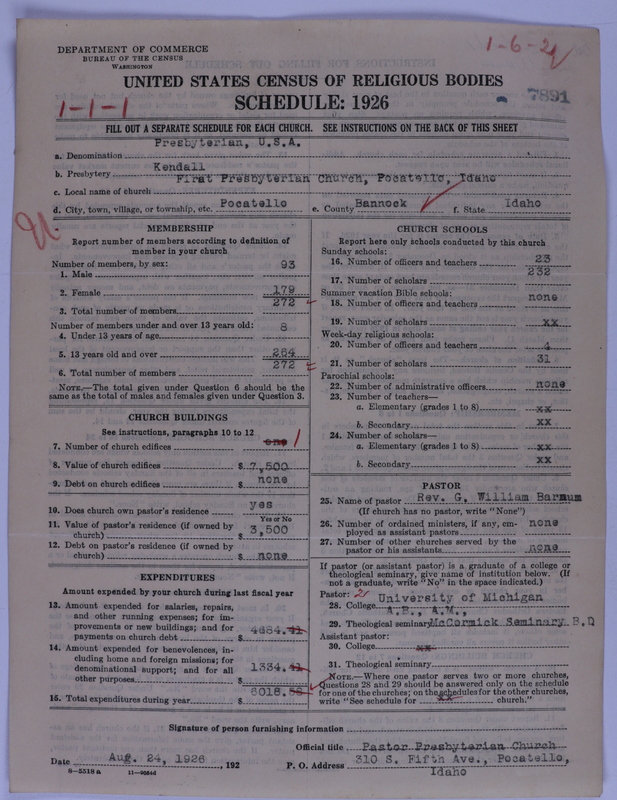 1-6-2
DEPARTMENT OF COMMERCE
BUREAU OF THE CENSUS
WASHINGTON
UNITED STATES CENSUS OF RELIGIOUS BODIES
SCHEDULE: 1926
1-1-1
7891
FILL OUT A SEPARATE SCHEDULE FOR EACH CHURCH. SEE INSTRUCTIONS ON THE BACK OF THIS SHEET
a. Denomination Presbyterian, U.S.A.
b. Presbytery Kendall
c. Local name of church First Presbyterian Church, Pocatello, Idaho
d. City, town, village, or township, etc. Pocatello e. County Bannock f. State Idaho
MEMBERSHIP
Report number of members according to definition of
member in your church
Number of members, by sex:
1. Male 93
2. Female 179
3. Total number of members 272
Number of members under and over 13 years old:
4. Under 13 years of age 8
5. 13 years old and over 264
6. Total number of members 272
NOTE.—The total given under Question 6 should be the
same as the total of males and females given under Question 3.
CHURCH BUILDINGS
See instructions, paragraphs 10 to 12
7. Number of church edifices one 1
8. Value of church edifices $ 7,500
9. Debt on church edifices $ none
10. Does church own pastor's residence yes
Yes or No
11. Value of pastor's residence (if owned by
church) $ 3,500
12. Debt on pastor's residence (if owned by
church) $ none
EXPENDITURES
Amount expended by your church during last fiscal year
13. Amount expended for salaries, repairs,
and other running expenses; for im-
provements or new buildings; and for
payments on church debt $ 4684.41
14. Amount expended for benevolences, in-
cluding home and foreign missions; for
denominational support; and for all
other purposes $ 1334.
15. Total expenditures during year $ 6018.
CHURCH SCHOOLS
Report here only schools conducted by this church
Sunday schools:
16. Number of officers and teachers 23
17. Number of scholars 232
Summer vacation Bible schools:
18. Number of officers and teachers none
19. Number of scholars xx
Week-day religious schools:
20. Number of officers and teachers 4
21. Number of scholars 31
Parochial schools:
22. Number of administrative officers none
23. Number of teachers—
a. Elementary (grades 1 to 8) xx
b. Secondary xx
24. Number of scholars—
a. Elementary (grades 1 to 8) xx
b. Secondary xx
PASTOR
25. Name of pastor Rev. G. William Barnum
(If church has no pastor, write "None")
26. Number of ordained ministers, if any, em-
ployed as assistant pastors none
27. Number of other churches served by the
pastor or his assistants none
If pastor (or assistant pastor) is a graduate of a college or
theological seminary, give name of institution below. (If
not a graduate, write "No" in the space indicated.)
Pastor: 2
28. College University of Michigan
A.B., A.M.,
29. Theological seminary McCormick Seminary B.D
Assistant pastor:
30. College xx
31. Theological seminary
NOTE.—Where one pastor serves two or more churches,
Questions 28 and 29 should be answered only on the schedule
for one of the churches; on the schedules for the other churches,
write "See schedule for xx church."
Signature of person furnishing information
Official title Pastor Presbyterian Church
Date Aug. 24, 1926, 192 P. O. Address 310 S. Fifth Ave., Pocatello,
Idaho
8-5518a